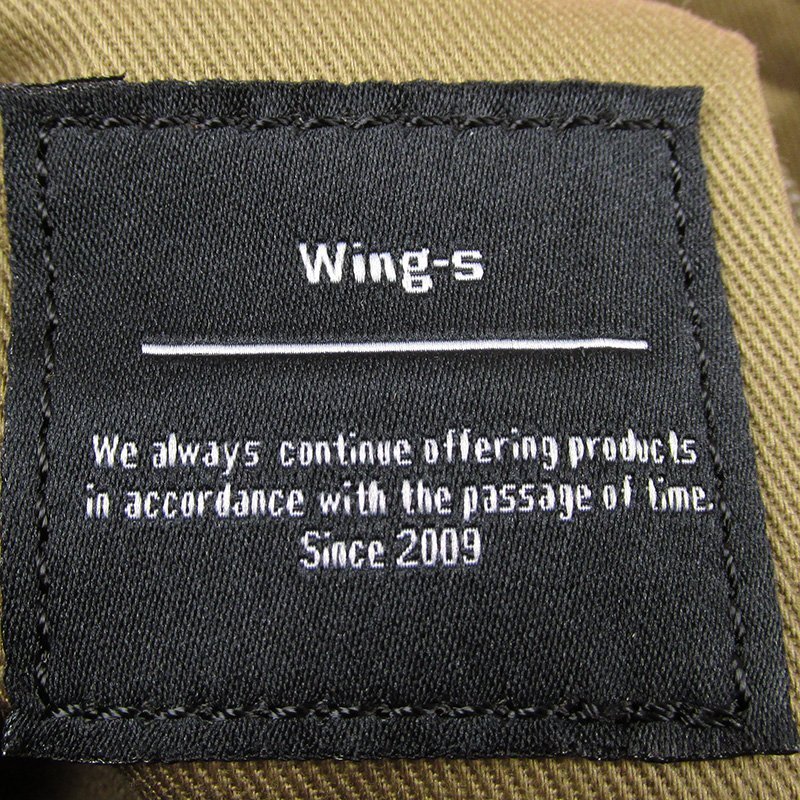 Wing-s
We always continue offering products
in accordance with the passage of time.
Since 2009